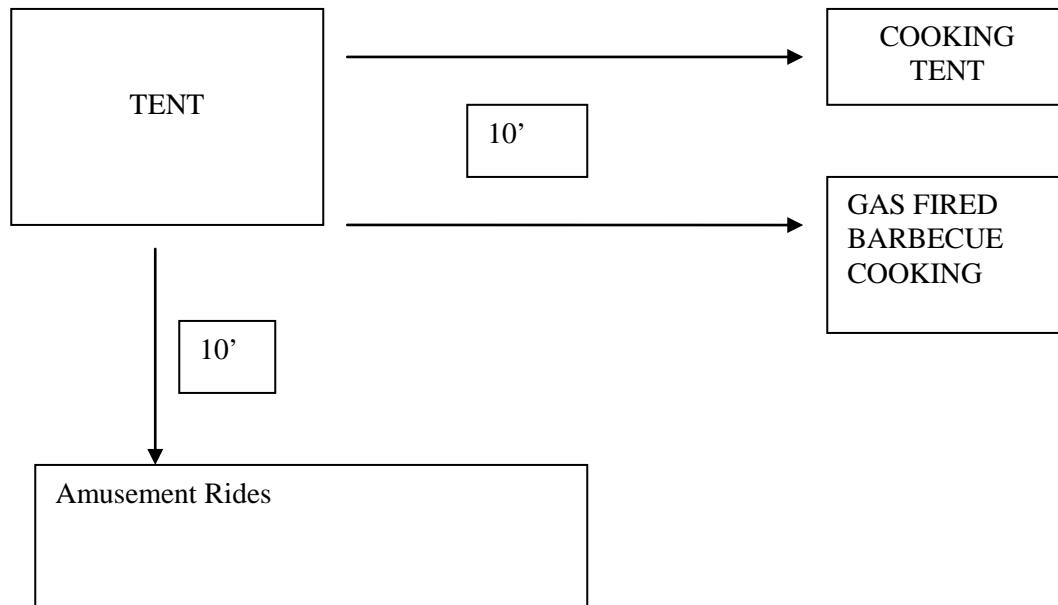 TENT
COOKING
TENT
10’
GAS FIRED
BARBECUE
COOKING
10’
Amusement Rides